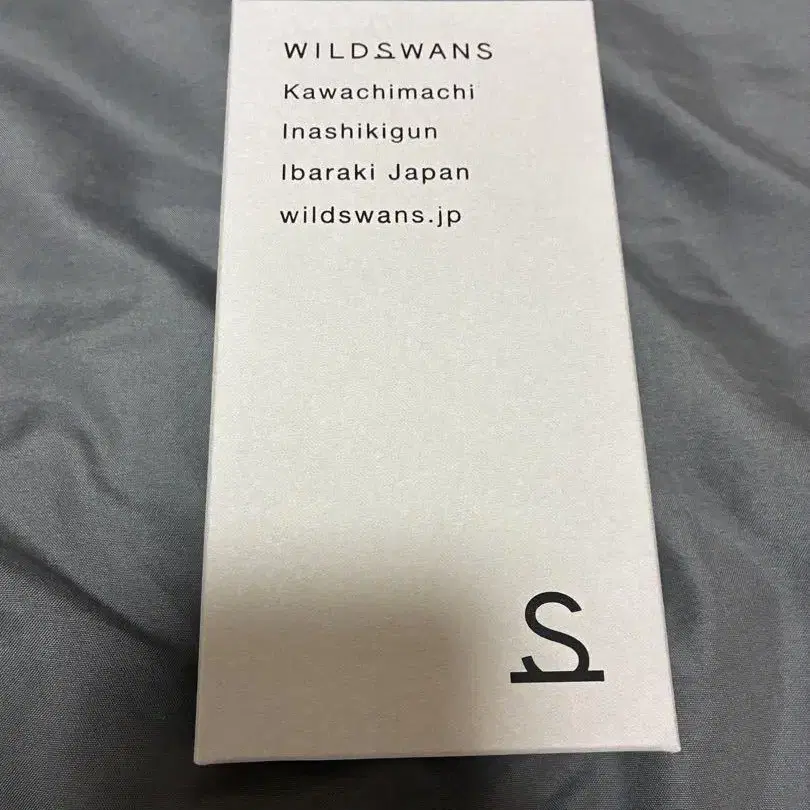 WILDSWANS
Kawachimachi
Inashikigun
Ibaraki Japan
wildswans.jp
S